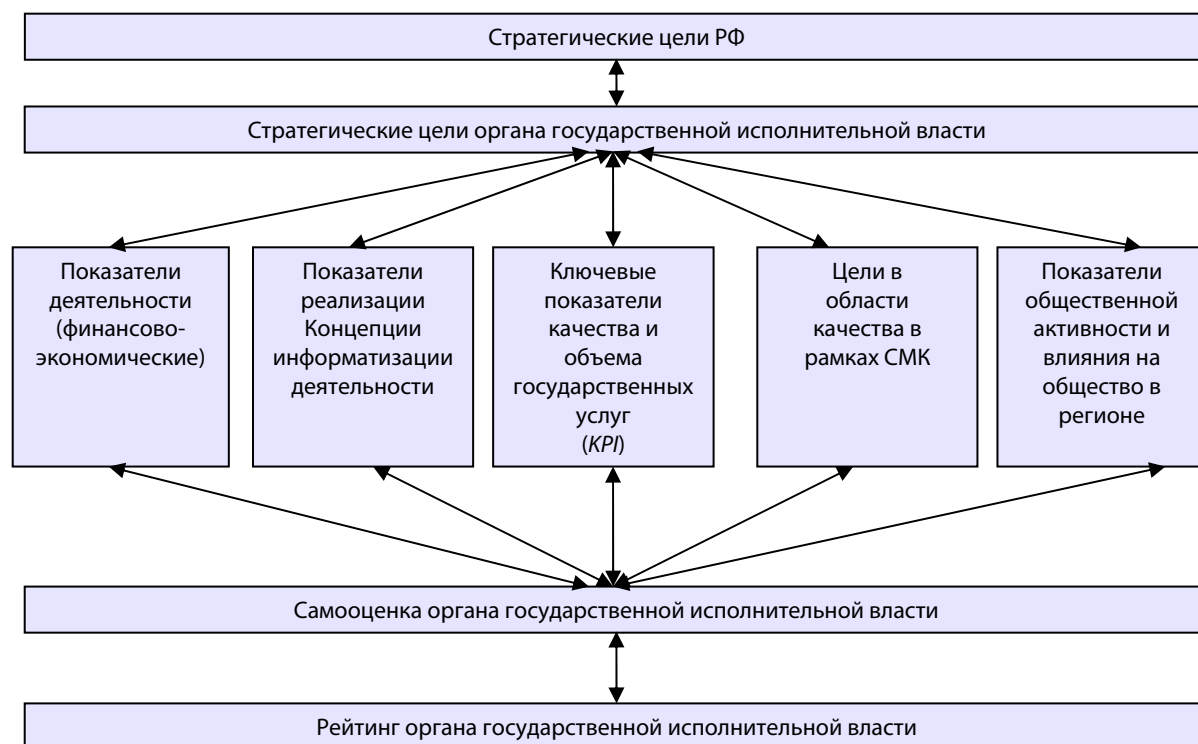 Стратегические цели РФ
Стратегические цели органа государственной исполнительной власти
Показатели
деятельности
(финансово-
экономические)
Показатели
реализации
Концепции
информатизации
деятельности
Ключевые
показатели
качества и
объема
государственных
услуг
(KPI)
Цели в
области
качества в
рамках СМК
Показатели
общественной
активности и
влияния на
общество в
регионе
Самооценка органа государственной исполнительной власти
Рейтинг органа государственной исполнительной власти